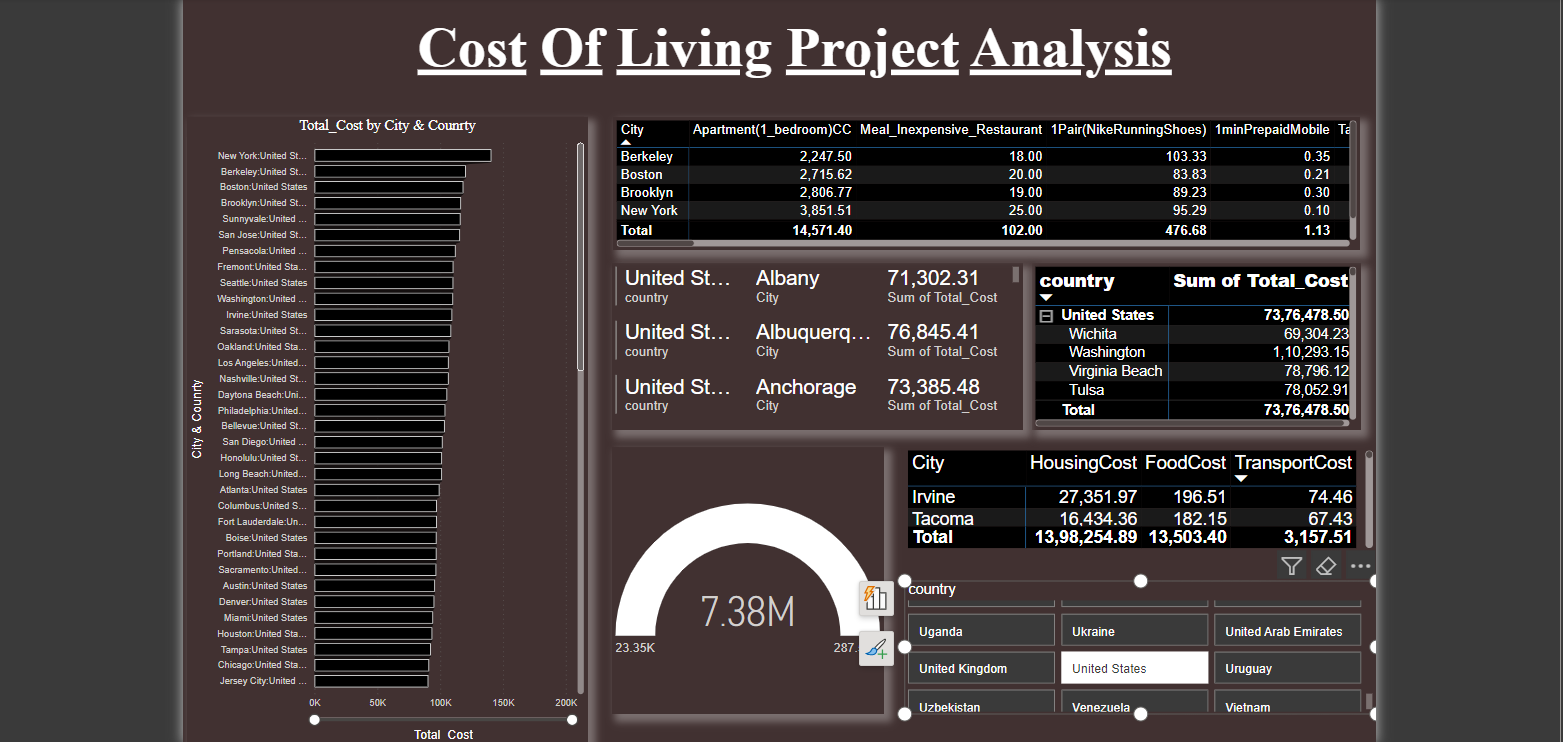 Cost Of Living Project Analysis
Total_Cost by City & Counrty
City & Counrty
New York:United St...
Berkeley:United St...
Boston:United States
Brooklyn:United St...
Sunnyvale:United ...
San Jose:United St...
Pensacola:United ...
Fremont:United Sta...
Seattle:United States
Washington:United ...
Irvine:United States
Sarasota:United St...
Oakland:United Sta...
Los Angeles:United...
Nashville:United St...
Daytona Beach:Uni...
Philadelphia:United...
Bellevue:United St...
San Diego:United ...
Honolulu:United St...
Long Beach:United...
Atlanta:United States
Columbus:United S...
Fort Lauderdale:Un...
Boise:United States
Portland:United Sta...
Sacramento:United...
Austin:United States
Denver:United States
Miami:United States
Houston:United Sta...
Tampa:United States
Chicago:United Sta...
Jersey City:United ...
0K 50K 100K 150K 200K
Total_Cost
City Apartment(1_bedroom)CC Meal_Inexpensive_Restaurant 1Pair(NikeRunningShoes) 1minPrepaidMobile Ta
Berkeley 2,247.50 18.00 103.33 0.35
Boston 2,715.62 20.00 83.83 0.21
Brooklyn 2,806.77 19.00 89.23 0.30
New York 3,851.51 25.00 95.29 0.10
Total 14,571.40 102.00 476.68 1.13
United St... Albany 71,302.31
country City Sum of Total_Cost
United St... Albuquerq... 76,845.41
country City Sum of Total_Cost
United St... Anchorage 73,385.48
country City Sum of Total_Cost
country Sum of Total_Cost
United States 73,76,478.50
Wichita 69,304.23
Washington 1,10,293.15
Virginia Beach 78,796.12
Tulsa 78,052.91
Total 73,76,478.50
7.38M
23.35K 287.
City HousingCost FoodCost TransportCost
Irvine 27,351.97 196.51 74.46
Tacoma 16,434.36 182.15 67.43
Total 13,98,254.89 13,503.40 3,157.51
country
Uganda Ukraine United Arab Emirates
United Kingdom United States Uruguay
Uzbekistan Venezuela Vietnam